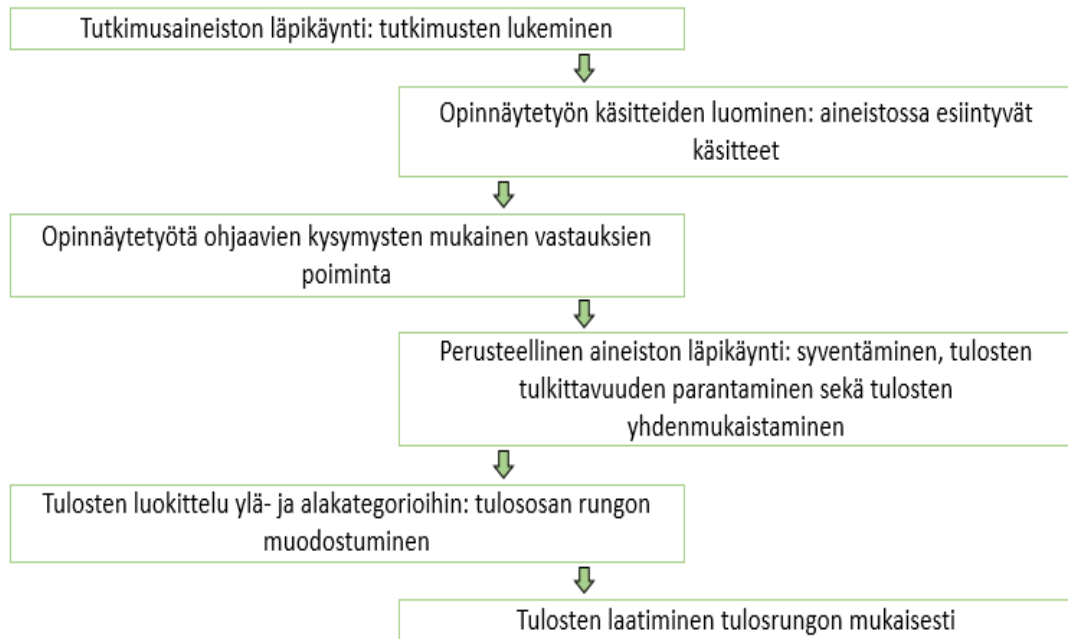 Tutkimusaineiston läpikäynti: tutkimusten lukeminen
Opinnäytetyön käsitteiden luominen: aineistossa esiintyvät
käsitteet
Opinnäytetyötä ohjaavien kysymysten mukainen vastauksien
poiminta
Perusteellinen aineiston läpikäynti: syventäminen, tulosten
tulkittavuuden parantaminen sekä tulosten
yhdenmukaistaminen
Tulosten luokittelu ylä- ja alakategorioihin: tulososan rungon
muodostuminen
Tulosten laatiminen tulosrungon mukaisesti